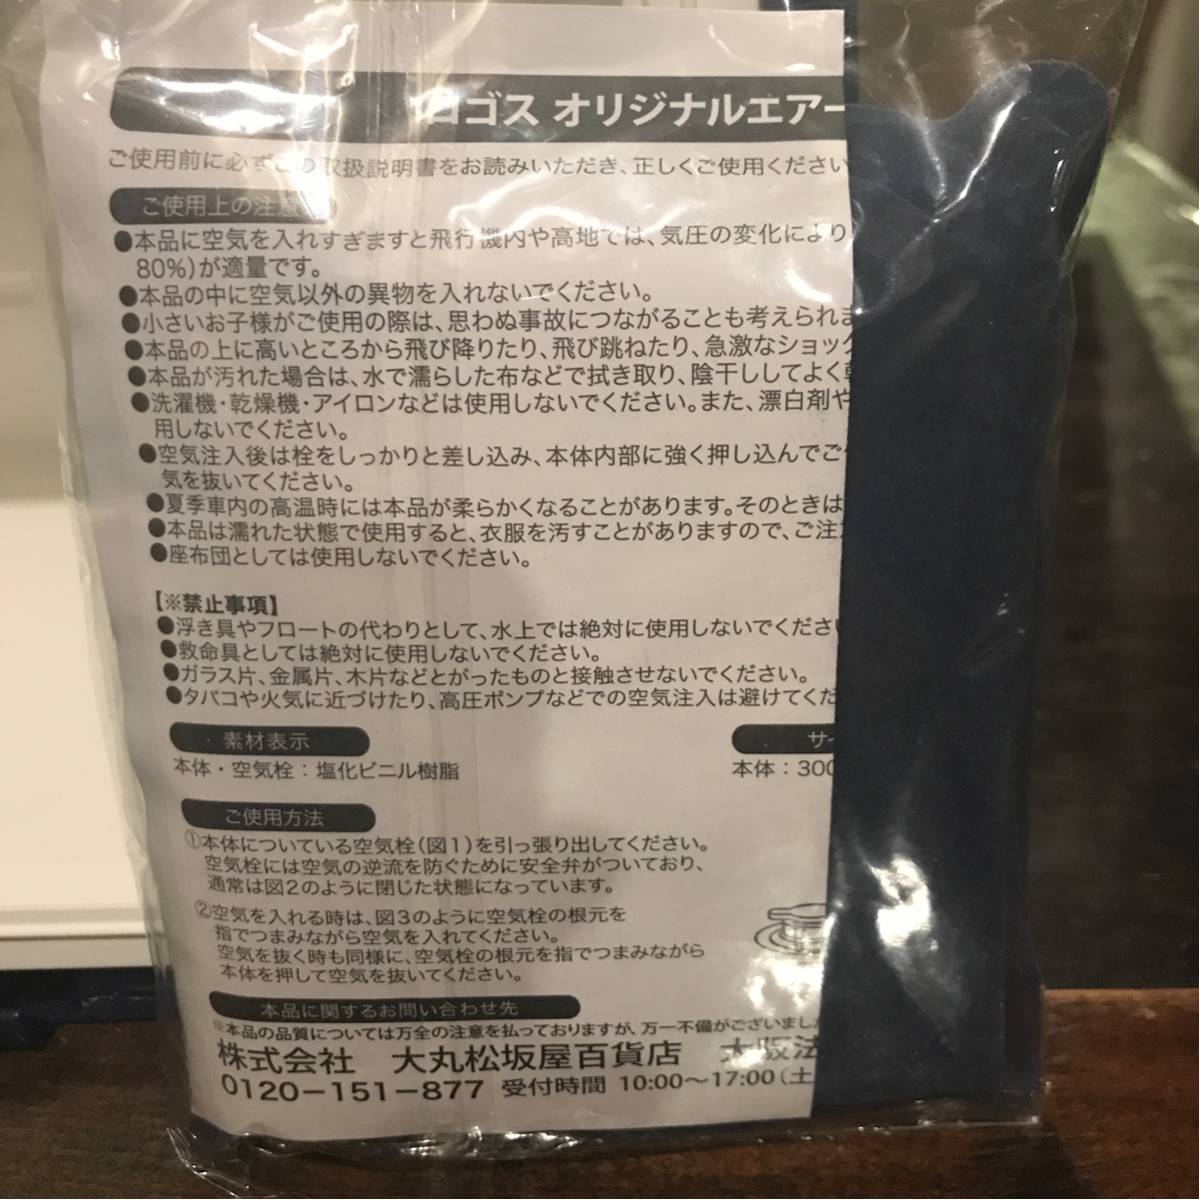 ロゴス オリジナルエアー
ご使用前に必ずこの取扱説明書をお読みいただき、正しくご使用ください
ご使用上の注意
●本品に空気を入れすぎますと飛行機内や高地では、気圧の変化により
80%)が適量です。
●本品の中に空気以外の異物を入れないでください。
●小さいお子様がご使用の際は、思わぬ事故につながることも考えられま
●本品の上に高いところから飛び降りたり、飛び跳ねたり、急激なショック
●本品が汚れた場合は、水で濡らした布などで拭き取り、陰干ししてよく
●洗濯機・乾燥機・アイロンなどは使用しないでください。また、漂白剤や
用しないでください。
●空気注入後は栓をしっかりと差し込み、本体内部に強く押し込んでご
気を抜いてください。
●夏季車内の高温時には本品が柔らかくなることがあります。そのときは
●本品は濡れた状態で使用すると、衣服を汚すことがありますので、ご注
●座布団としては使用しないでください。
【※禁止事項】
●浮き具やフロートの代わりとして、水上では絶対に使用しないでくださ
●救命具としては絶対に使用しないでください。
●ガラス片、金属片、木片などとがったものと接触させないでください。
●タバコや火気に近づけたり、高圧ポンプなどでの空気注入は避けてくだ
素材表示
サ
本体・空気栓：塩化ビニル樹脂
本体：300
ご使用方法
①本体についている空気栓(図1)を引っ張り出してください。
空気栓には空気の逆流を防ぐために安全弁がついており、
通常は図2のように閉じた状態になっています。
②空気を入れる時は、図3のように空気栓の根元を
指でつまみながら空気を入れてください。
空気を抜く時も同様に、空気栓の根元を指でつまみながら
本体を押して空気を抜いてください。
本品に関するお問い合わせ先
※本品の品質については万全の注意を払っておりますが、万一不備がございまし
株式会社 大丸松坂屋百貨店 大阪法
0120-151-877 受付時間 10:00〜17:00(土